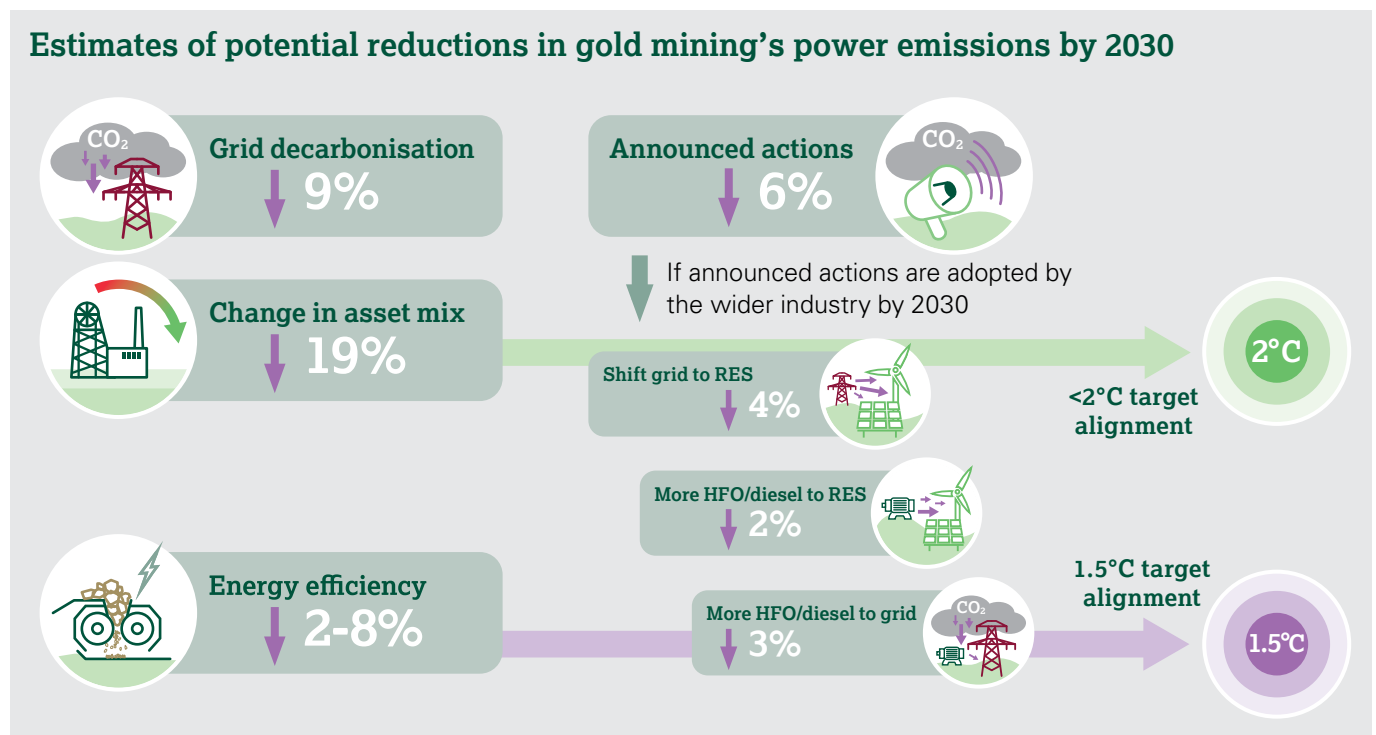 Estimates of potential reductions in gold mining's power emissions by 2030
CO₂
Grid decarbonisation
9%
Announced actions
6%
CO₂
If announced actions are adopted by
the wider industry by 2030
Change in asset mix
19%
2°C
<2°C target
alignment
Shift grid to RES
4%
More HFO/diesel to RES
2%
Energy efficiency
2-8%
More HFO/diesel to grid
3%
CO₂
1.5°C target
alignment
1.5°C